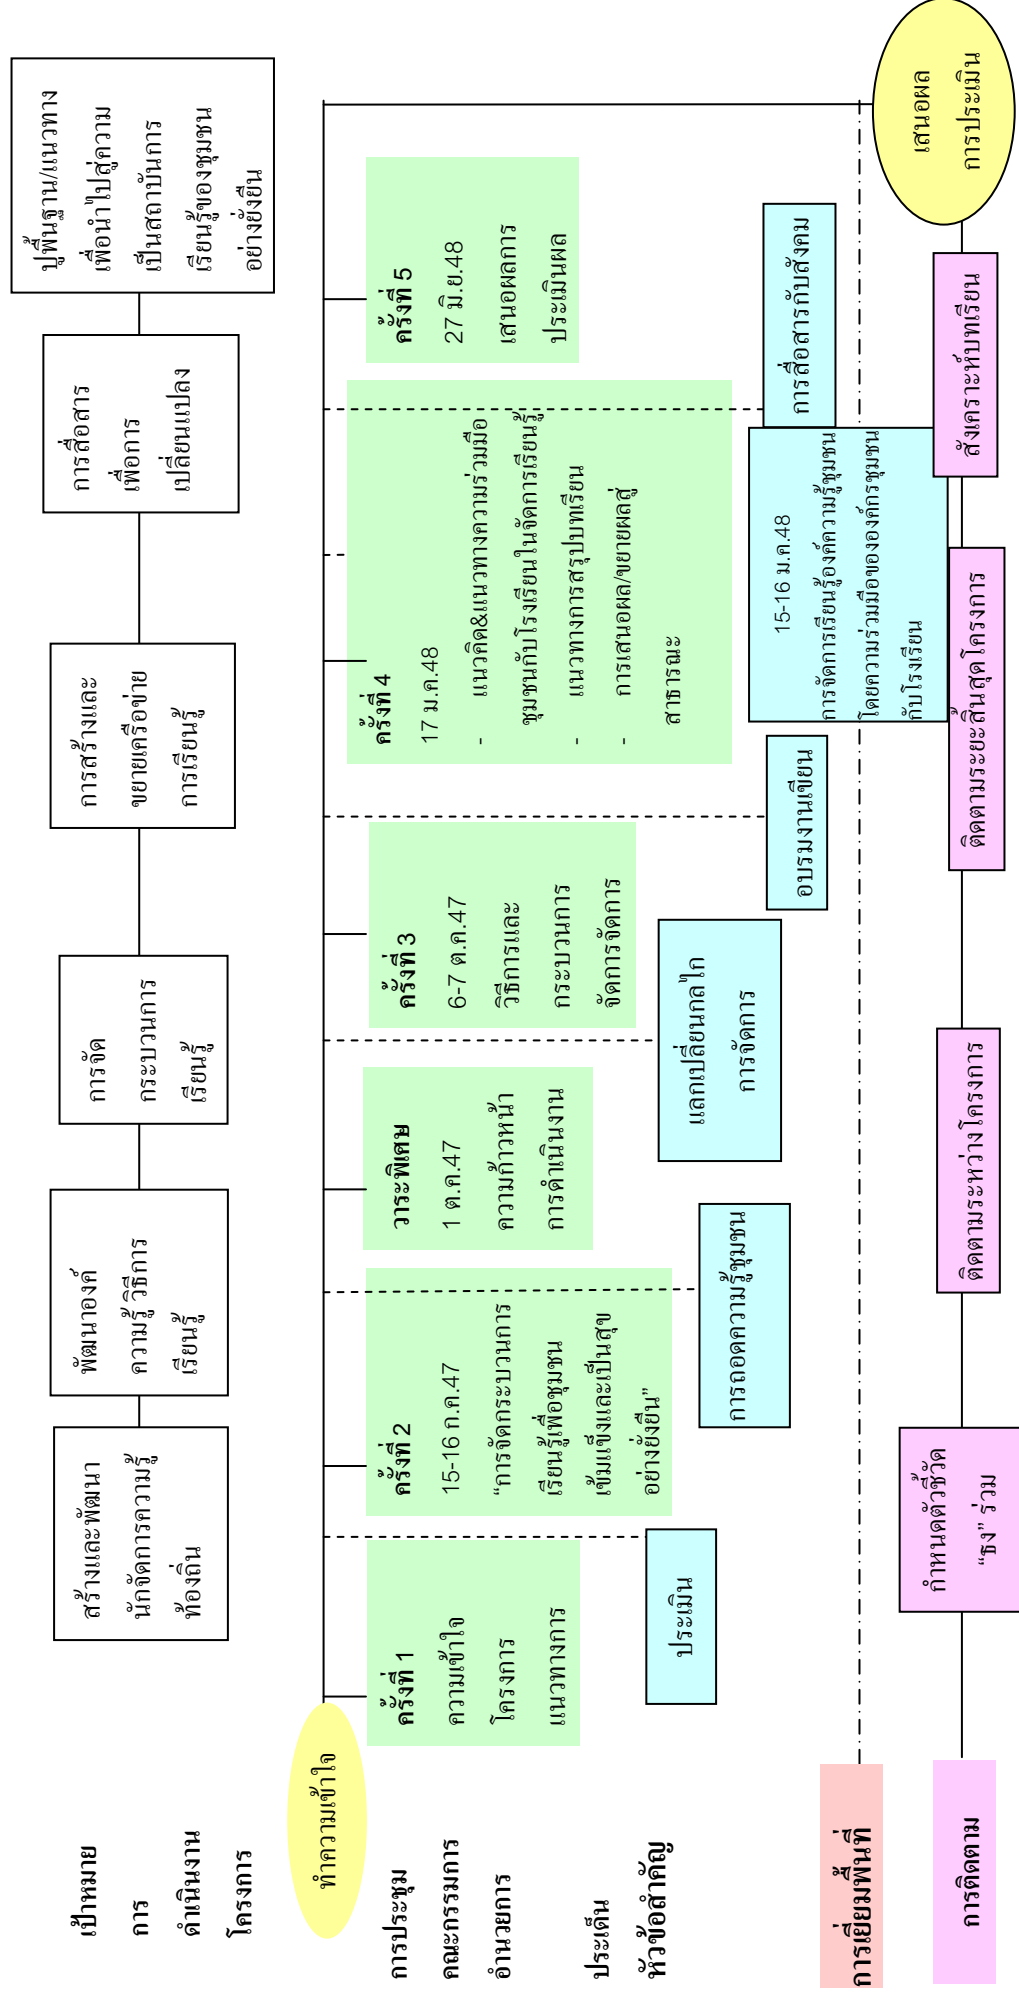 เป้าหมาย
การ
ดำเนินงาน
โครงการ
สร้างและพัฒนา
นักจัดการความรู้
ท้องถิ่น
พัฒนาองค์
ความรู้ วิธีการ
เรียนรู้
การจัด
กระบวนการ
เรียนรู้
การสร้างและ
ขยายเครือข่าย
การเรียนรู้
การสื่อสาร
เพื่อการ
เปลี่ยนแปลง
ปูพื้นฐาน/แนวทาง
เพื่อนำไปสู่ความ
เป็นสถาบันการ
เรียนรู้ของชุมชน
อย่างยั่งยืน
ทำความเข้าใจ
การประชุม
คณะกรรมการ
อำนวยการ
ประเด็น
หัวข้อสำคัญ
ครั้งที่ 1
ความเข้าใจ
โครงการ
แนวทางการ
ครั้งที่ 2
15-16 ก.ค.47
“การจัดกระบวนการ
เรียนรู้เพื่อชุมชน
เข้มแข็งและเป็นสุข
อย่างยั่งยืน”
วาระพิเศษ
1 ต.ค.47
ความก้าวหน้า
การดำเนินงาน
ครั้งที่ 3
6-7 ต.ค.47
วิธีการและ
กระบวนการ
จัดการจัดการ
ครั้งที่ 4
17 ม.ค.48
- แนวคิด&แนวทางความร่วมมือ
ชุมชนกับโรงเรียนในจัดการเรียนรู้
- แนวทางการสรุปบทเรียน
- การเสนอผล/ขยายผลสู่
สาธารณะ
ครั้งที่ 5
27 มิ.ย.48
เสนอผลการ
ประเมินผล
ประเมิน
การถอดความรู้ชุมชน
แลกเปลี่ยนกลไก
การจัดการ
อบรมงานเขียน
15-16 ม.ค.48
การจัดการเรียนรู้องค์ความรู้ชุมชน
โดยความร่วมมือขององค์กรชุมชน
กับโรงเรียน
การสื่อสารกับสังคม
การเยี่ยมพื้นที่
การติดตาม
กำหนดตัวชี้วัด
“ธง” ร่วม
ติดตามระหว่างโครงการ
ติดตามระยะสิ้นสุดโครงการ
สังเคราะห์บทเรียน
เสนอผล
การประเมิน